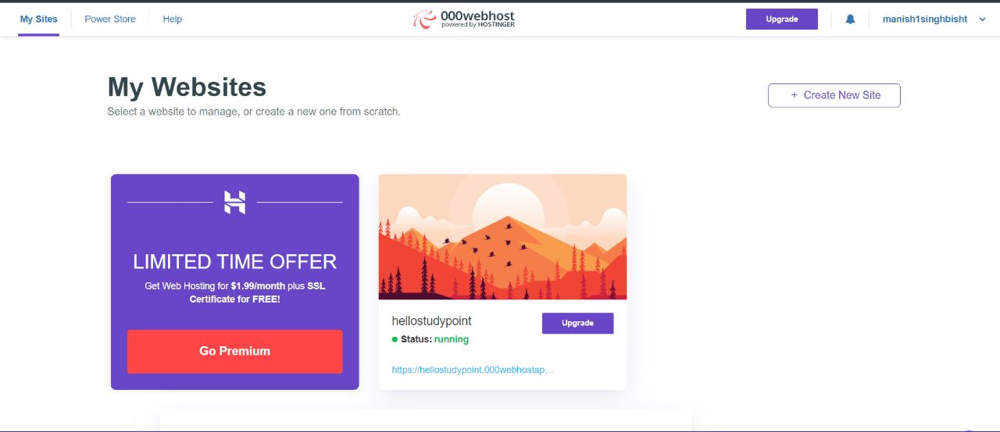 My Sites
Power Store
Help
000webhost
powered by HOSTINGER
Upgrade
manish1singhbisht
My Websites
Select a website to manage, or create a new one from scratch.
+ Create New Site
LIMITED TIME OFFER
Get Web Hosting for $1.99/month plus SSL
Certificate for FREE!
Go Premium
hellostudypoint
Upgrade
Status: running
https://hellostudypoint.000webhostap…